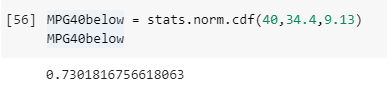 [56] MPG40below = stats.norm.cdf(40,34.4,9.13)
MPG40below
0.7301816756618063